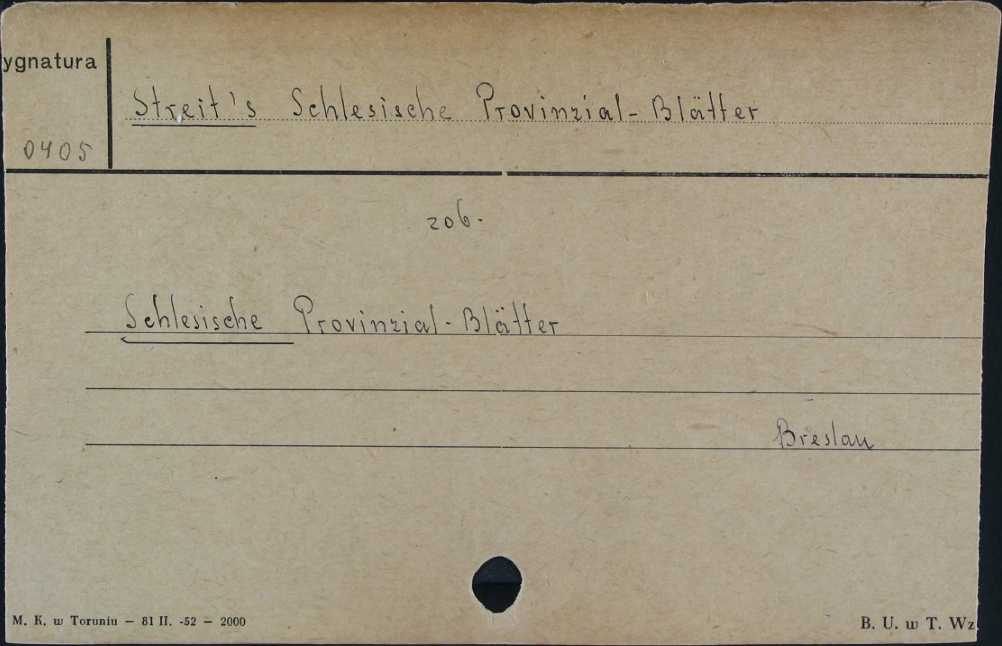 ygnatura
Streit's Schlesische Provinzial-Blätter
0405
zob.
Schlesische Provinzial-Blätter
Breslau
M. K. w Toruniu — 81 II. -52 — 2000
B. U. w T. Wz